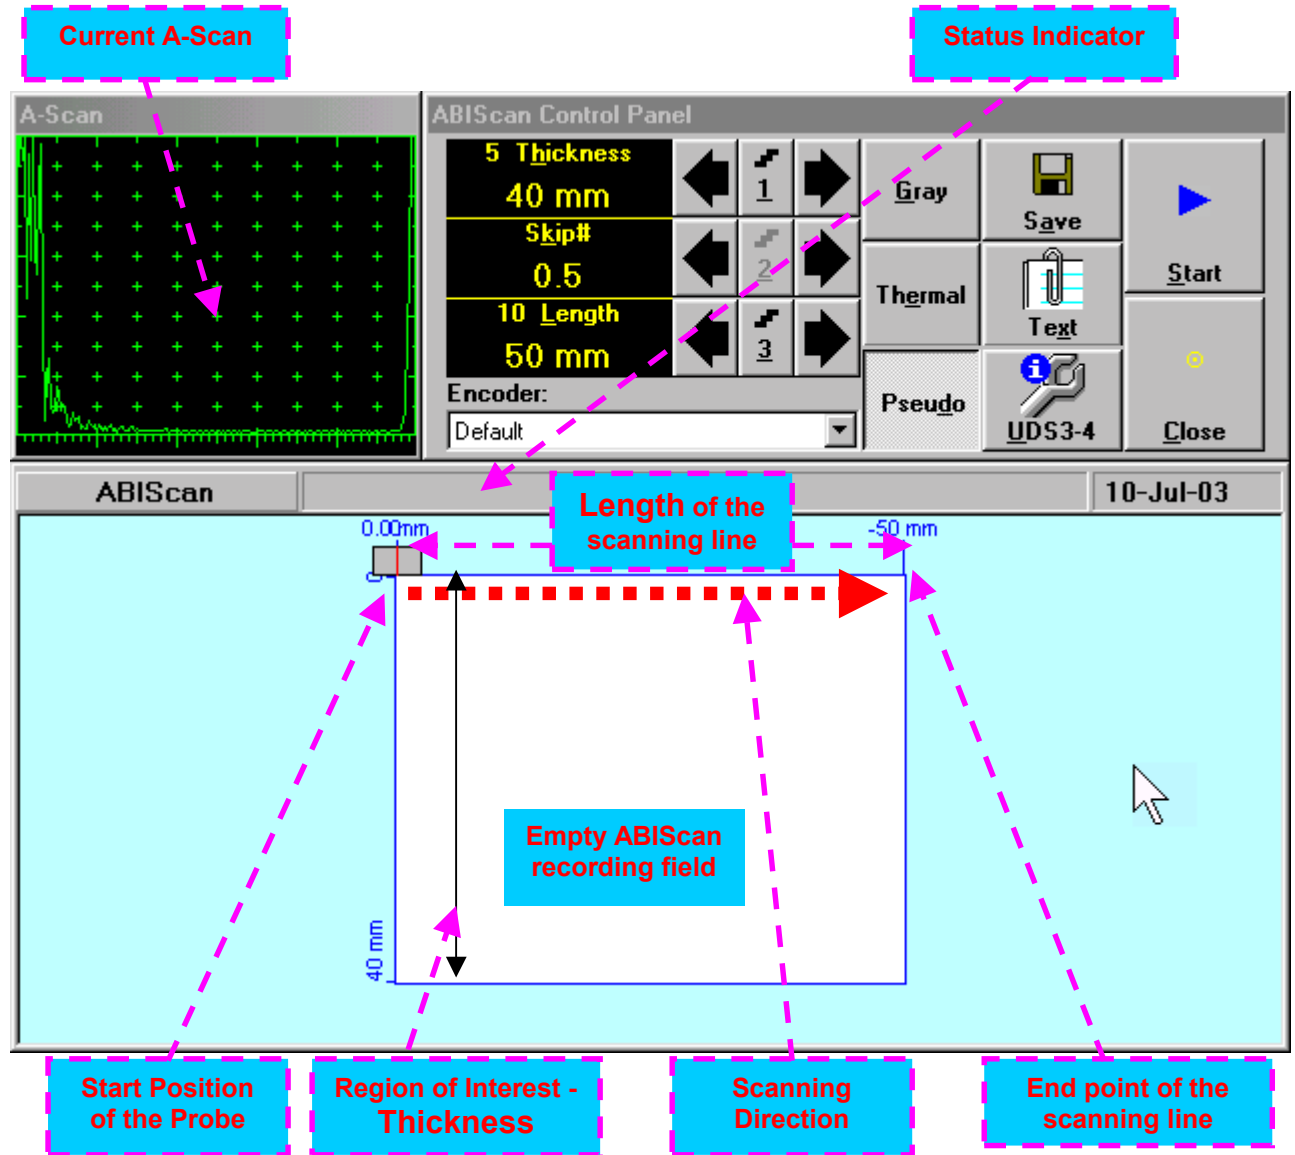 Current A-Scan
Status Indicator
A-Scan
ABIScan Control Panel
5 Thickness
40 mm
1
Skip#
0.5
2
10 Length
50 mm
3
Encoder:
Default
Gray
Thermal
Pseudo
Save
Text
UDS3-4
Start
Close
ABIScan
10-Jul-03
Length of the
scanning line
0.00mm
-50 mm
0
Empty ABIScan
recording field
40 mm
Start Position
of the Probe
Region of Interest -
Thickness
Scanning
Direction
End point of the
scanning line